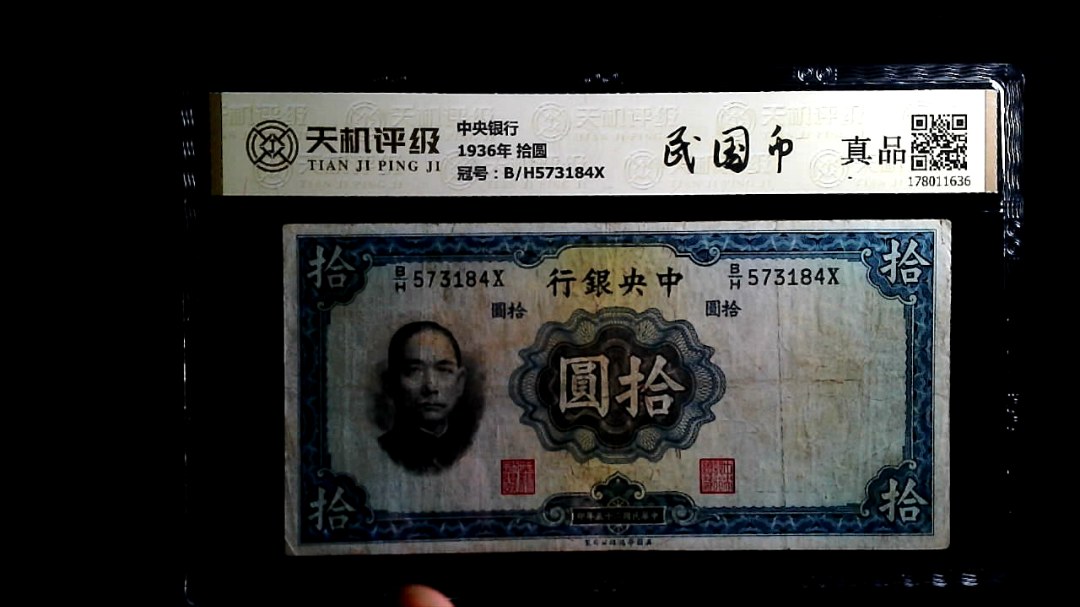 天机评级
TIAN JI PING JI
中央银行
1936年 拾圆
冠号：B/H573184X
民国币
真品
178011636
拾
拾
B/H 573184X
行銀央中
B/H 573184X
圓拾
圓拾
圓拾
拾
拾